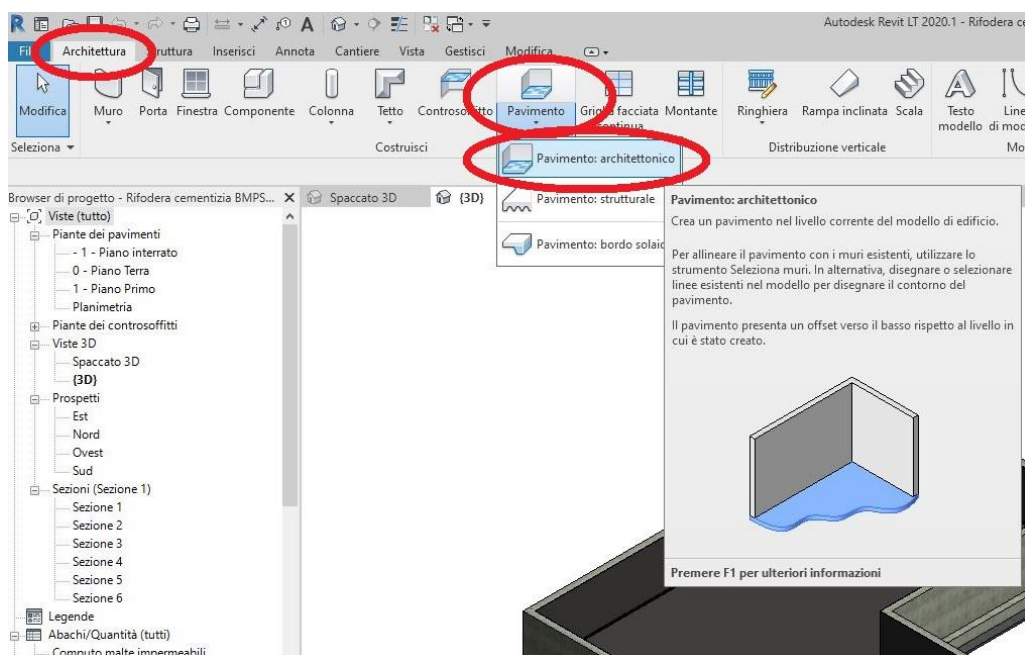 Autodesk Revit LT 2020.1 - Rifodera ce
Architettura Struttura Inserisci Annota Cantiere Vista Gestisci Modifica
Modifica Muro Porta Finestra Componente Colonna Tetto Controsoffitto Pavimento Griglia facciata continua Montante Ringhiera Rampa inclinata Scala Testo modello
Seleziona Costruisci Distribuzione verticale
Pavimento: architettonico
Pavimento: strutturale
Pavimento: bordo solaio
Browser di progetto - Rifodera cementizia BMPS... X
Spaccato 3D {3D}
Viste (tutto)
Piante dei pavimenti
- 1 - Piano interrato
0 - Piano Terra
1 - Piano Primo
Planimetria
Piante dei controsoffitti
Viste 3D
Spaccato 3D
{3D}
Prospetti
Est
Nord
Ovest
Sud
Sezioni (Sezione 1)
Sezione 1
Sezione 2
Sezione 3
Sezione 4
Sezione 5
Sezione 6
Legende
Abachi/Quantità (tutti)
Computo malte impermeabili
Pavimento: architettonico
Crea un pavimento nel livello corrente del modello di edificio.
Per allineare il pavimento con i muri esistenti, utilizzare lo
strumento Seleziona muri. In alternativa, disegnare o selezionare
linee esistenti nel modello per disegnare il contorno del
pavimento.
Il pavimento presenta un offset verso il basso rispetto al livello in
cui è stato creato.
Premere F1 per ulteriori informazioni